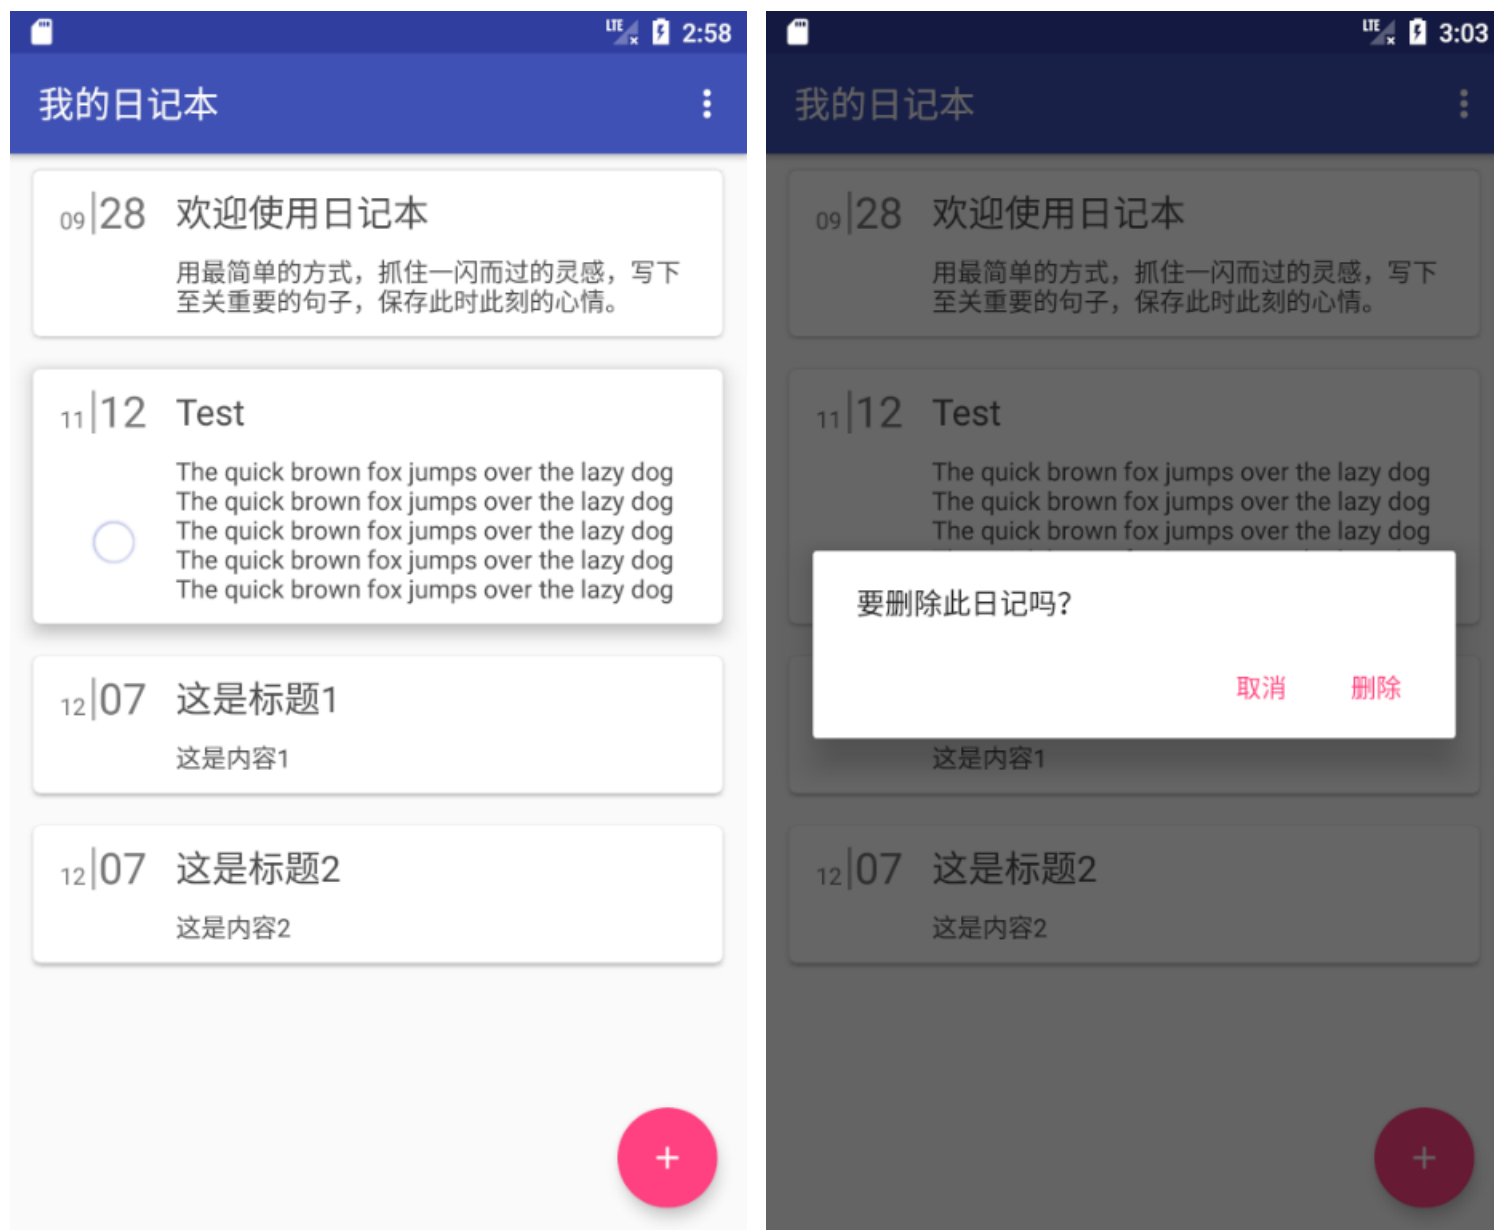 LTE 2:58
我的日记本
09 28 欢迎使用日记本
用最简单的方式，抓住一闪而过的灵感，写下
至关重要的句子，保存此时此刻的心情。
11 12 Test
The quick brown fox jumps over the lazy dog
The quick brown fox jumps over the lazy dog
The quick brown fox jumps over the lazy dog
The quick brown fox jumps over the lazy dog
The quick brown fox jumps over the lazy dog
12 07 这是标题1
这是内容1
12 07 这是标题2
这是内容2
+
LTE 3:03
我的日记本
09 28 欢迎使用日记本
用最简单的方式，抓住一闪而过的灵感，写下
至关重要的句子，保存此时此刻的心情。
11 12 Test
The quick brown fox jumps over the lazy dog
The quick brown fox jumps over the lazy dog
The quick brown fox jumps over the lazy dog
要删除此日记吗？
取消 删除
这是内容1
12 07 这是标题2
这是内容2
+